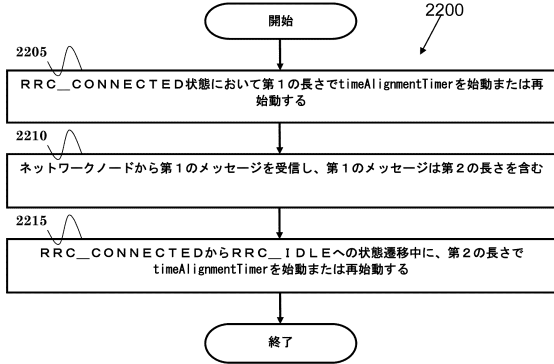 開始
2200
2205
RRC_CONNECTED状態において第1の長さでtimeAlignmentTimerを始動または再
始動する
2210
ネットワークノードから第1のメッセージを受信し、第1のメッセージは第2の長さを含む
2215
RRC_CONNECTEDからRRC_IDLEへの状態遷移中に、第2の長さで
timeAlignmentTimerを始動または再始動する
終了